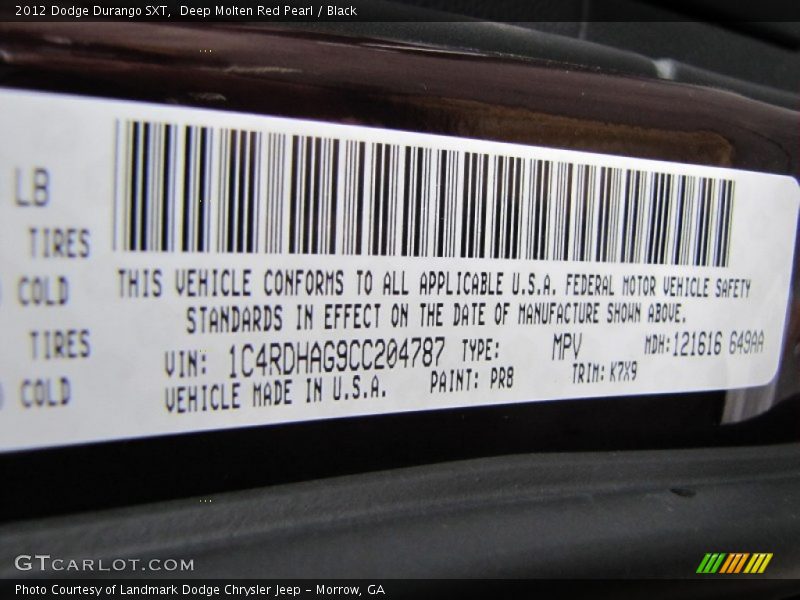 2012 Dodge Durango SXT,  Deep Molten Red Pearl / Black
LB
TIRES
COLD
TIRES
COLD
THIS VEHICLE CONFORMS TO ALL APPLICABLE U.S.A. FEDERAL MOTOR VEHICLE SAFETY
STANDARDS IN EFFECT ON THE DATE OF MANUFACTURE SHOWN ABOVE.
VIN: 1C4RDHAG9CC204787 TYPE: MPV MDH:121616 649AA
VEHICLE MADE IN U.S.A. PAINT: PR8 TRIM:K7X9
GTCARLOT.COM
Photo Courtesy of Landmark Dodge Chrysler Jeep – Morrow, GA